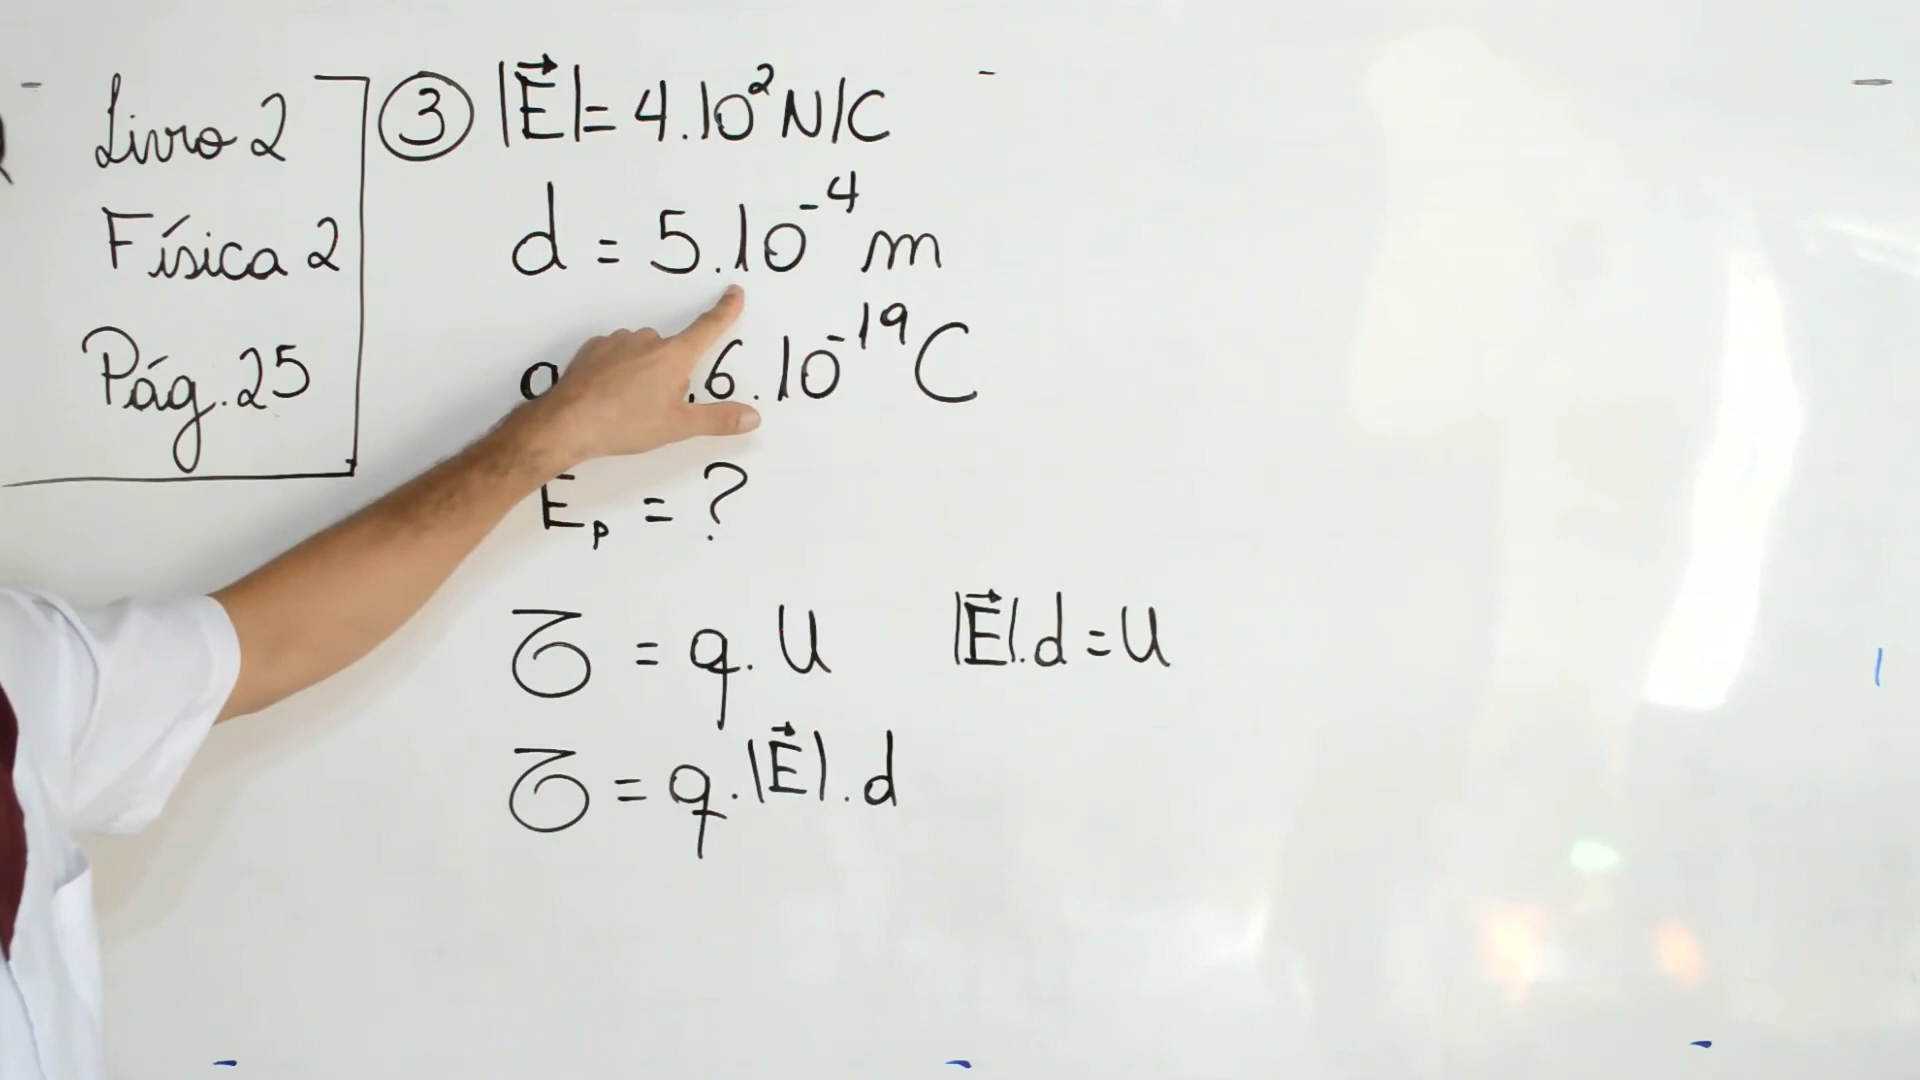 Livro 2
Física 2
Pág. 25
③ |E⃗| = 4.10² N/C
d = 5.10⁻⁴ m
.6.10⁻¹⁹ C
Eₚ = ?
𝜏 = q. U
|E⃗|.d = U
𝜏 = q.|E⃗|.d